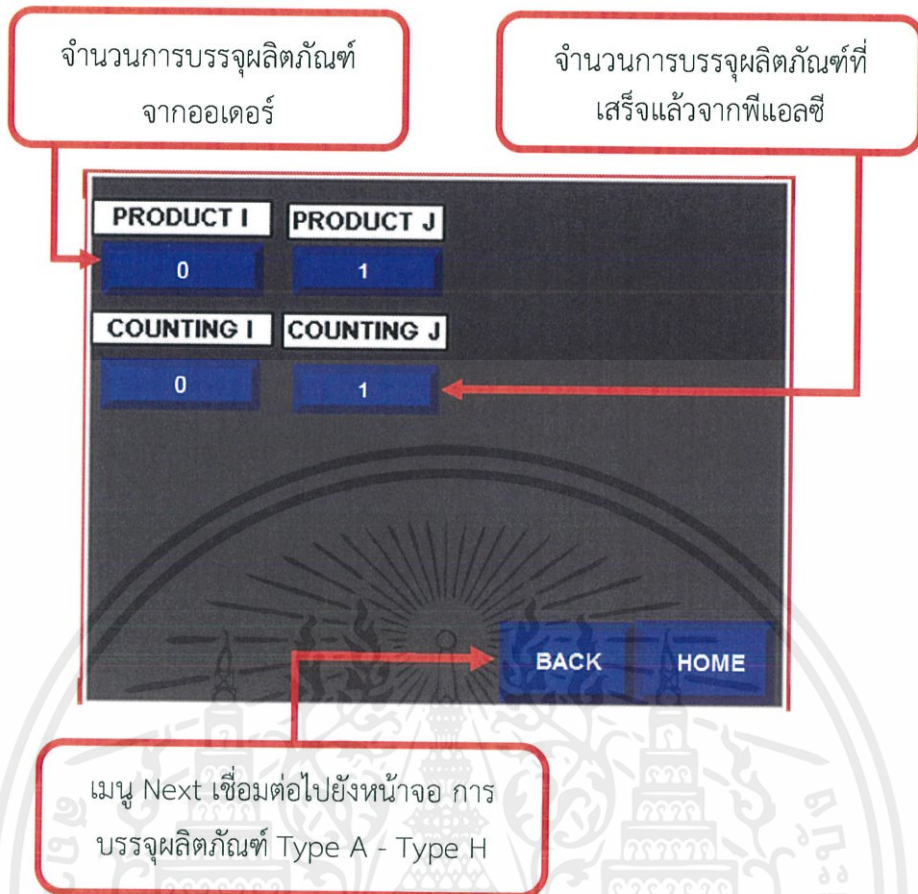 จำนวนการบรรจุผลิตภัณฑ์
จากออเดอร์
จำนวนการบรรจุผลิตภัณฑ์ที่
เสร็จแล้วจากพีแอลซี
PRODUCT I
PRODUCT J
0
1
COUNTING I
COUNTING J
0
1
BACK
HOME
เมนู Next เชื่อมต่อไปยังหน้าจอ การ
บรรจุผลิตภัณฑ์ Type A - Type H